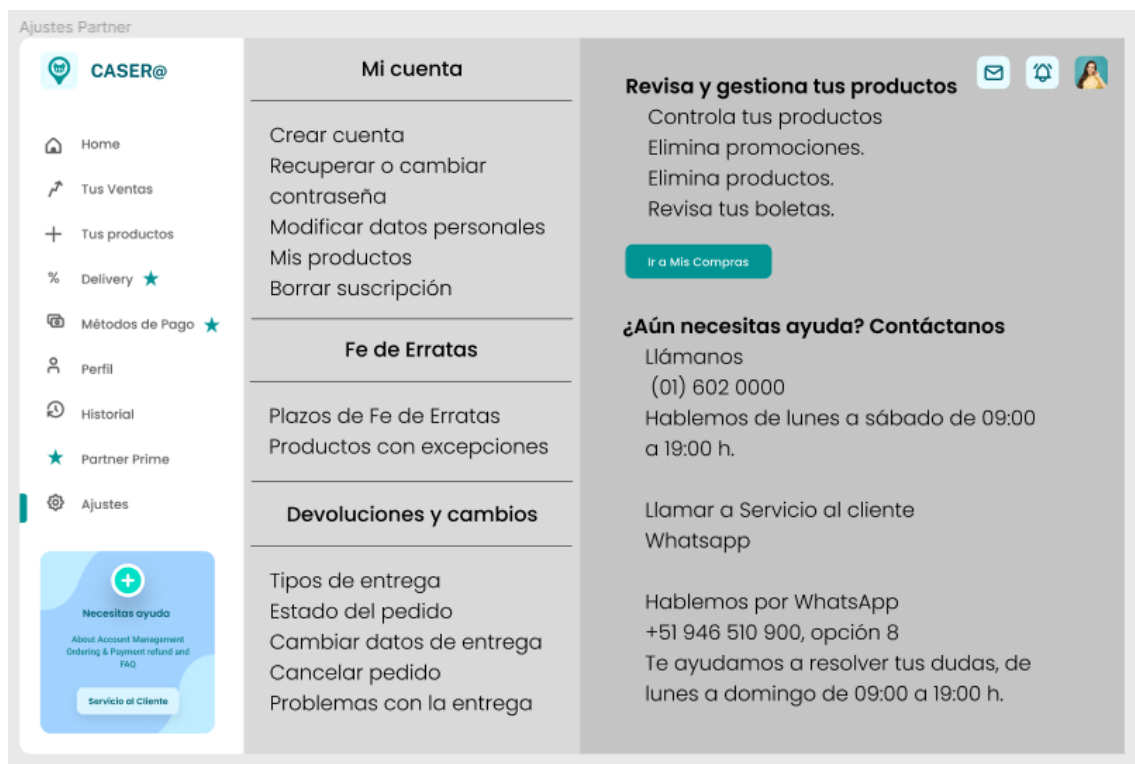 Ajustes Partner
CASER@
Home
Tus Ventas
Tus productos
% Delivery
Métodos de Pago
Perfil
Historial
Partner Prime
Ajustes
Necesitas ayuda
About Account Management
Ordering & Payment refund and
FAQ
Servicio al Cliente
Mi cuenta
Crear cuenta
Recuperar o cambiar
contraseña
Modificar datos personales
Mis productos
Borrar suscripción
Fe de Erratas
Plazos de Fe de Erratas
Productos con excepciones
Devoluciones y cambios
Tipos de entrega
Estado del pedido
Cambiar datos de entrega
Cancelar pedido
Problemas con la entrega
Revisa y gestiona tus productos
Controla tus productos
Elimina promociones.
Elimina productos.
Revisa tus boletas.
Ir a Mis Compras
¿Aún necesitas ayuda? Contáctanos
Llámanos
(01) 602 0000
Hablemos de lunes a sábado de 09:00
a 19:00 h.
Llamar a Servicio al cliente
Whatsapp
Hablemos por WhatsApp
+51 946 510 900, opción 8
Te ayudamos a resolver tus dudas, de
lunes a domingo de 09:00 a 19:00 h.